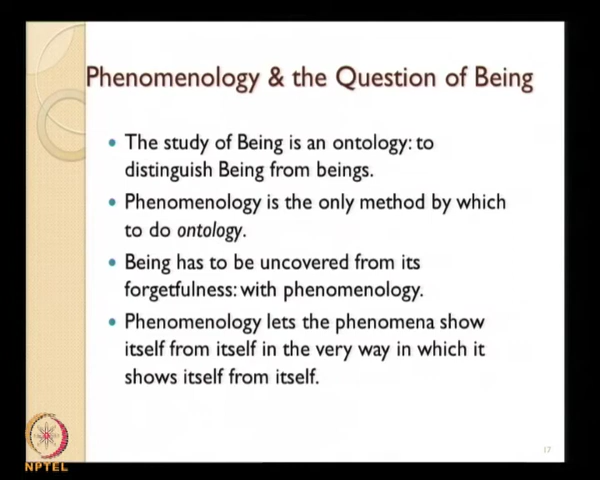 Phenomenology & the Question of Being
• The study of Being is an ontology: to
distinguish Being from beings.
• Phenomenology is the only method by which
to do ontology.
• Being has to be uncovered from its
forgetfulness: with phenomenology.
• Phenomenology lets the phenomena show
itself from itself in the very way in which it
shows itself from itself.
17
NPTEL